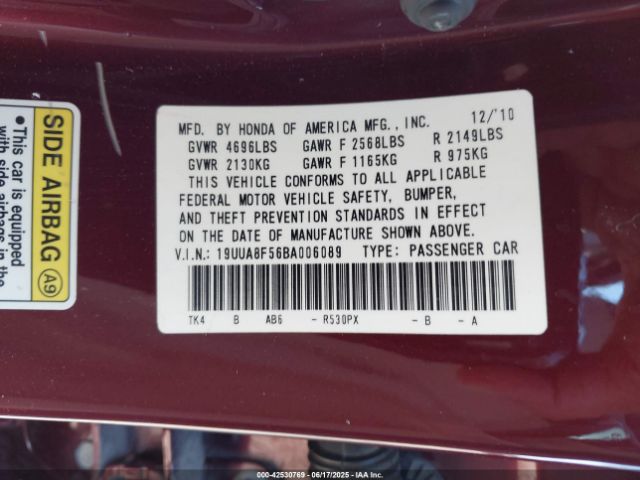 SIDE AIRBAG A9
•This car is equipped
with side airbags in the
MFD. BY HONDA OF AMERICA MFG., INC. 12/'10
GVWR 4696LBS GAWR F 2568LBS R 2149LBS
GVWR 2130KG GAWR F 1165KG R 975KG
THIS VEHICLE CONFORMS TO ALL APPLICABLE
FEDERAL MOTOR VEHICLE SAFETY, BUMPER,
AND THEFT PREVENTION STANDARDS IN EFFECT
ON THE DATE OF MANUFACTURE SHOWN ABOVE.
V.I.N.: 19UUA8F56BA006089 TYPE: PASSENGER CAR
TK4 B AB6 - R530PX - B - A
000-42530769 - 06/17/2025 - IAA Inc.